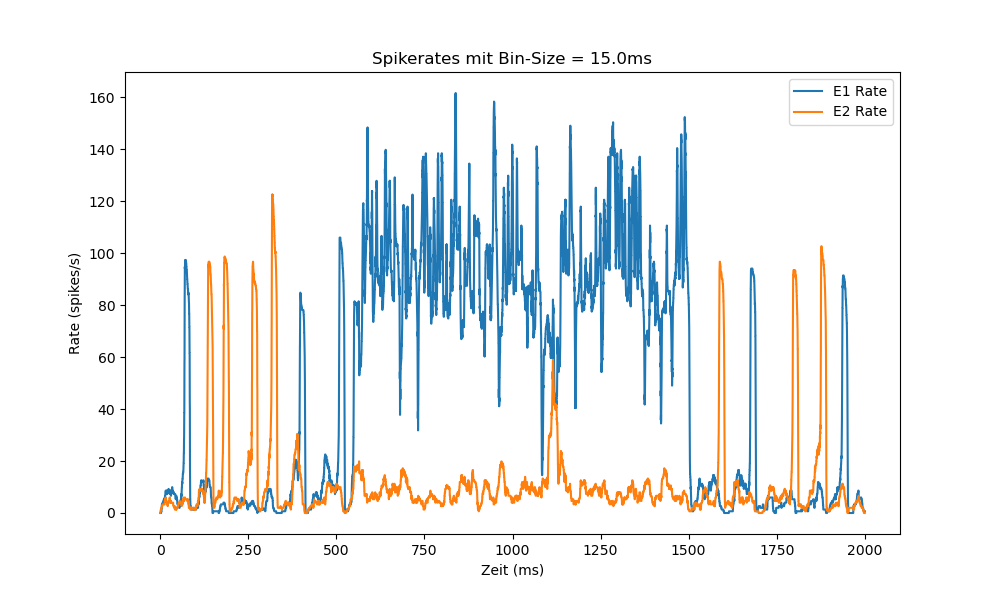 Spikerates mit Bin-Size = 15.0ms
E1 Rate
E2 Rate
Rate (spikes/s)
160
140
120
100
80
60
40
20
0
0 250 500 750 1000 1250 1500 1750 2000
Zeit (ms)